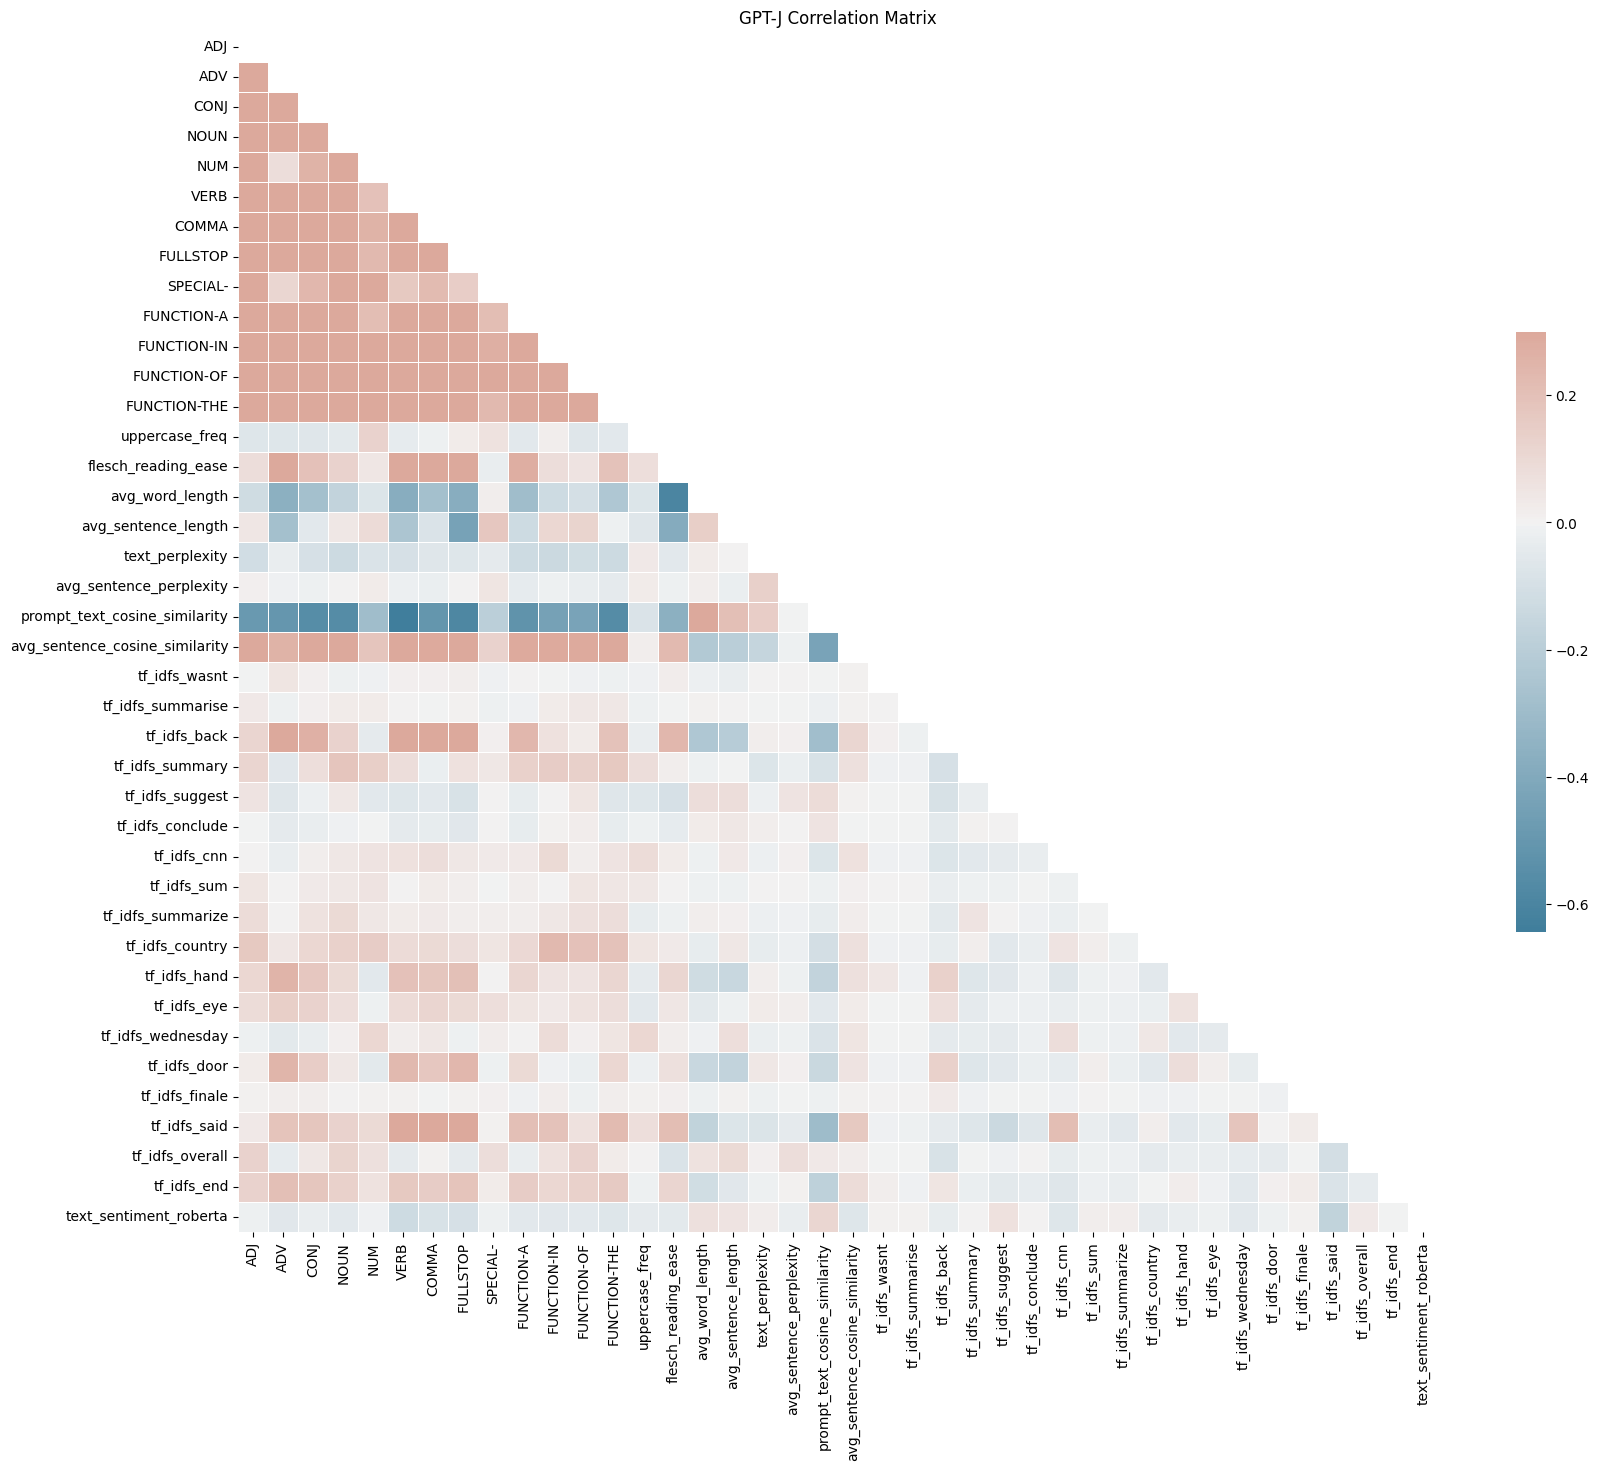 GPT-J Correlation Matrix
ADJ
ADV
CONJ
NOUN
NUM
VERB
COMMA
FULLSTOP
SPECIAL-
FUNCTION-A
FUNCTION-IN
FUNCTION-OF
FUNCTION-THE
uppercase_freq
flesch_reading_ease
avg_word_length
avg_sentence_length
text_perplexity
avg_sentence_perplexity
prompt_text_cosine_similarity
avg_sentence_cosine_similarity
tf_idfs_wasnt
tf_idfs_summarise
tf_idfs_back
tf_idfs_summary
tf_idfs_suggest
tf_idfs_conclude
tf_idfs_cnn
tf_idfs_sum
tf_idfs_summarize
tf_idfs_country
tf_idfs_hand
tf_idfs_eye
tf_idfs_wednesday
tf_idfs_door
tf_idfs_finale
tf_idfs_said
tf_idfs_overall
tf_idfs_end
text_sentiment_roberta
ADJ
ADV
CONJ
NOUN
NUM
VERB
COMMA
FULLSTOP
SPECIAL-
FUNCTION-A
FUNCTION-IN
FUNCTION-OF
FUNCTION-THE
uppercase_freq
flesch_reading_ease
avg_word_length
avg_sentence_length
text_perplexity
avg_sentence_perplexity
prompt_text_cosine_similarity
avg_sentence_cosine_similarity
tf_idfs_wasnt
tf_idfs_summarise
tf_idfs_back
tf_idfs_summary
tf_idfs_suggest
tf_idfs_conclude
tf_idfs_cnn
tf_idfs_sum
tf_idfs_summarize
tf_idfs_country
tf_idfs_hand
tf_idfs_eye
tf_idfs_wednesday
tf_idfs_door
tf_idfs_finale
tf_idfs_said
tf_idfs_overall
tf_idfs_end
text_sentiment_roberta
0.2
0.0
−0.2
−0.4
−0.6